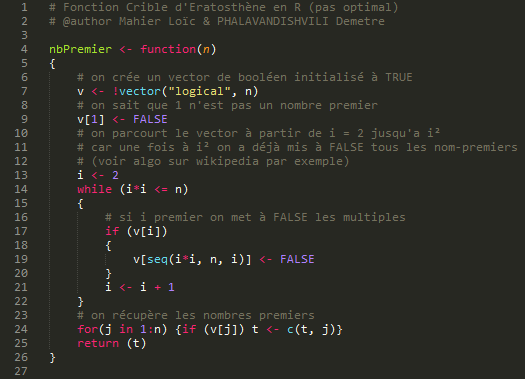 1 # Fonction Crible d'Eratosthène en R (pas optimal)
2 # @author Mahier Loïc & PHALAVANDISHVILI Demetre
3
4 nbPremier <- function(n)
5 {
6 # on crée un vector de booléen initialisé à TRUE
7 v <- !vector("logical", n)
8 # on sait que 1 n'est pas un nombre premier
9 v[1] <- FALSE
10 # on parcourt le vector à partir de i = 2 jusqu'a i²
11 # car une fois à i² on a déjà mis à FALSE tous les nom-premiers
12 # (voir algo sur wikipedia par exemple)
13 i <- 2
14 while (i*i <= n)
15 {
16 # si i premier on met à FALSE les multiples
17 if (v[i])
18 {
19 v[seq(i*i, n, i)] <- FALSE
20 }
21 i <- i + 1
22 }
23 # on récupère les nombres premiers
24 for(j in 1:n) {if (v[j]) t <- c(t, j)}
25 return (t)
26 }
27